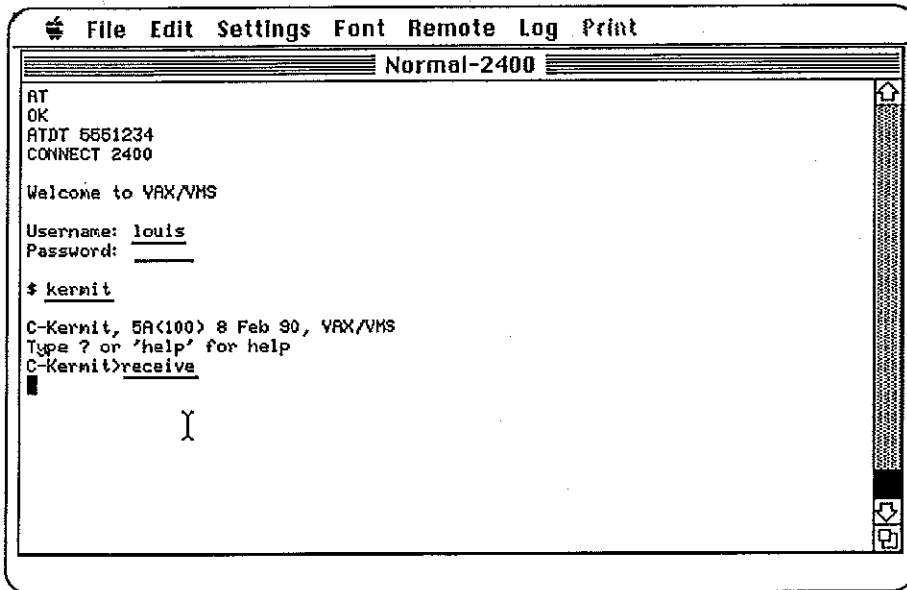 File Edit Settings Font Remote Log Print
Normal-2400
AT
OK
ATDT 5551234
CONNECT 2400
Welcome to VAX/VMS
Username: louis
Password:
$ kermit
C-Kermit, 5A(100) 8 Feb 90, VAX/VMS
Type ? or 'help' for help
C-Kermit>receive